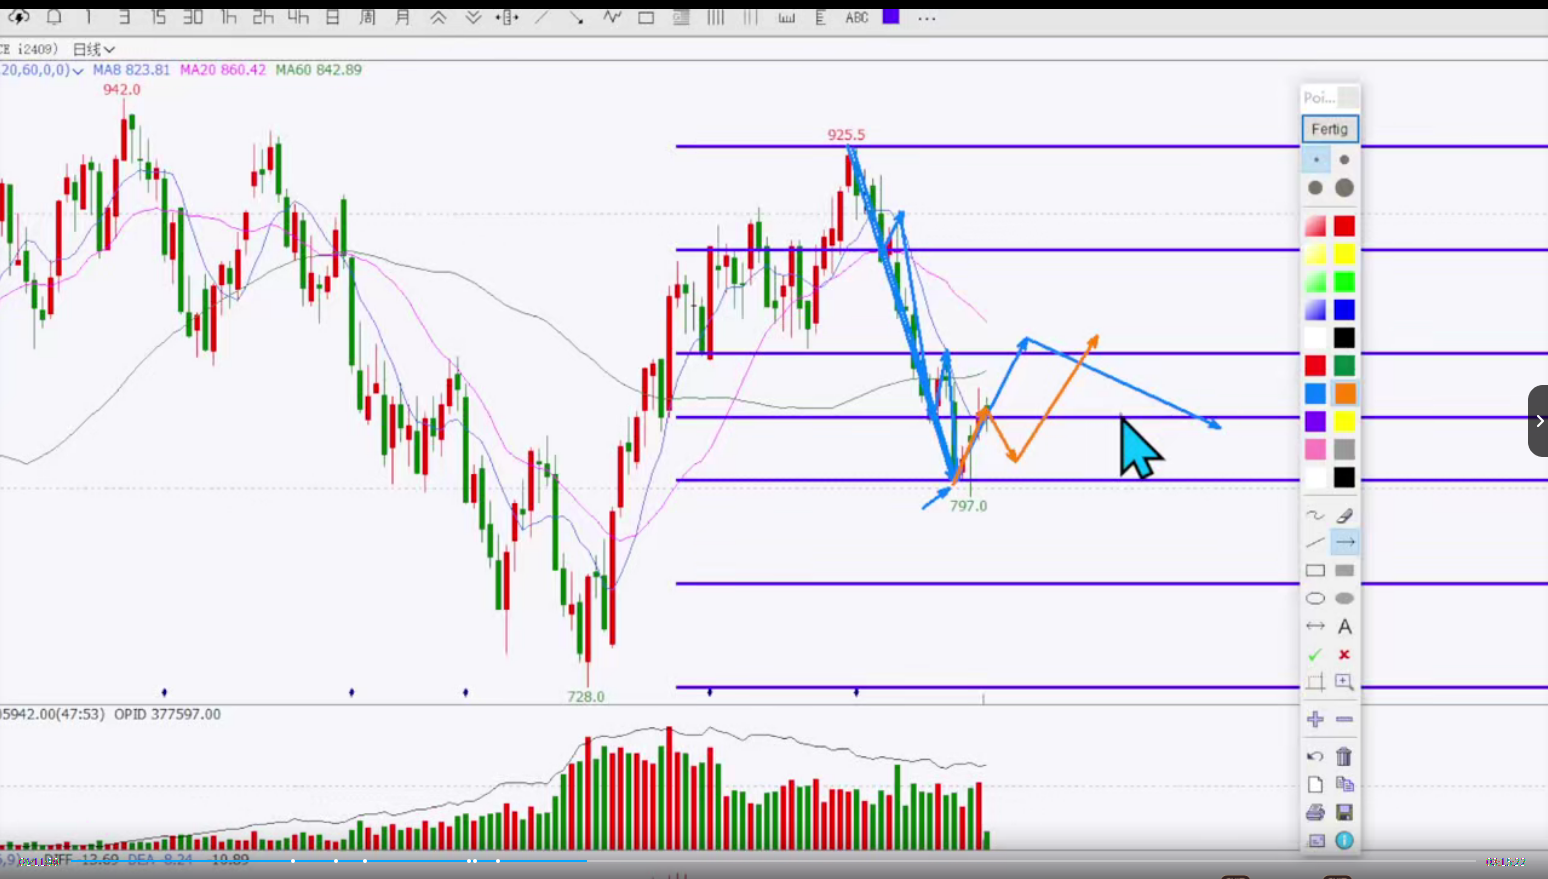 1 3 15 30 1h 2h 4h 日 周 月 ABC ...
CE i2409) 日线
20,60,0,0) MA8 823.81 MA20 860.42 MA60 842.89
942.0
925.5
Poi...
Fertig
797.0
A
728.0
5942.00(47:53) OPID 377597.00
DIFF -13.69 DEA -8.24 -10.89